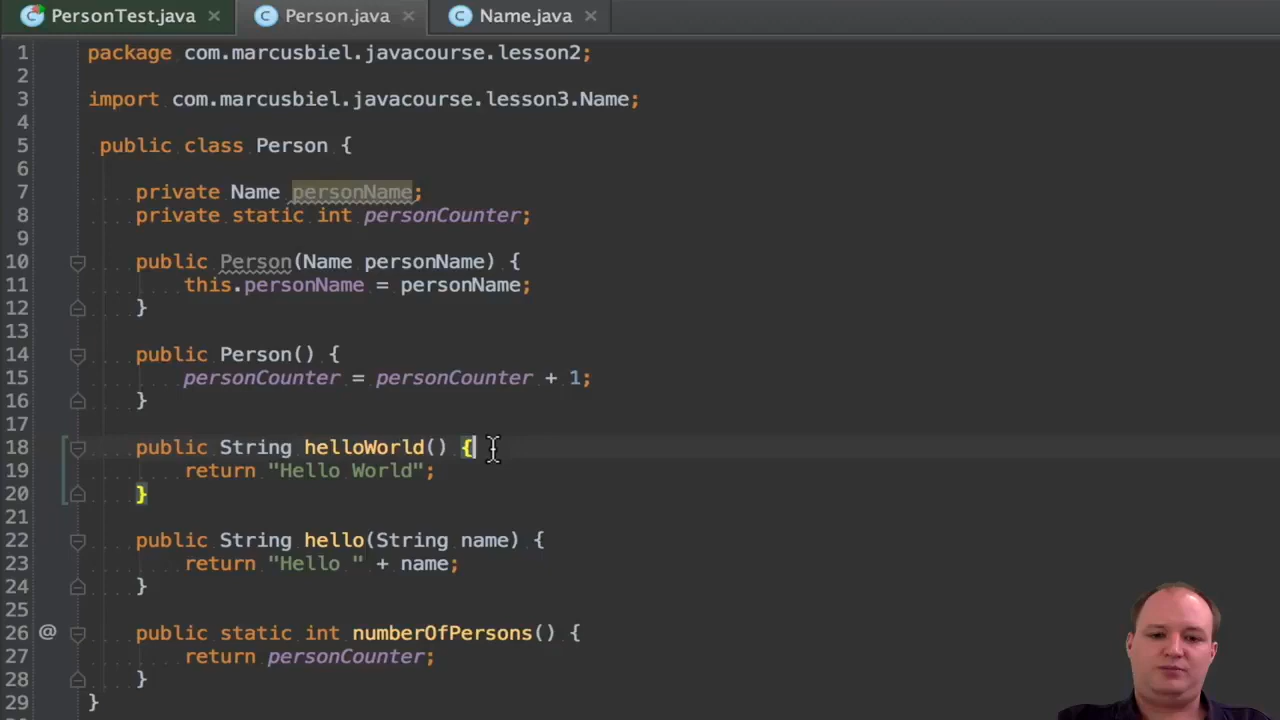 PersonTest.java
Person.java
Name.java
1 package com.marcusbiel.javacourse.lesson2;
2
3 import com.marcusbiel.javacourse.lesson3.Name;
4
5 public class Person {
6
7 private Name personName;
8 private static int personCounter;
9
10 public Person(Name personName) {
11 this.personName = personName;
12 }
13
14 public Person() {
15 personCounter = personCounter + 1;
16 }
17
18 public String helloWorld() {
19 return "Hello World";
20 }
21
22 public String hello(String name) {
23 return "Hello " + name;
24 }
25
26 @ public static int numberOfPersons() {
27 return personCounter;
28 }
29 }